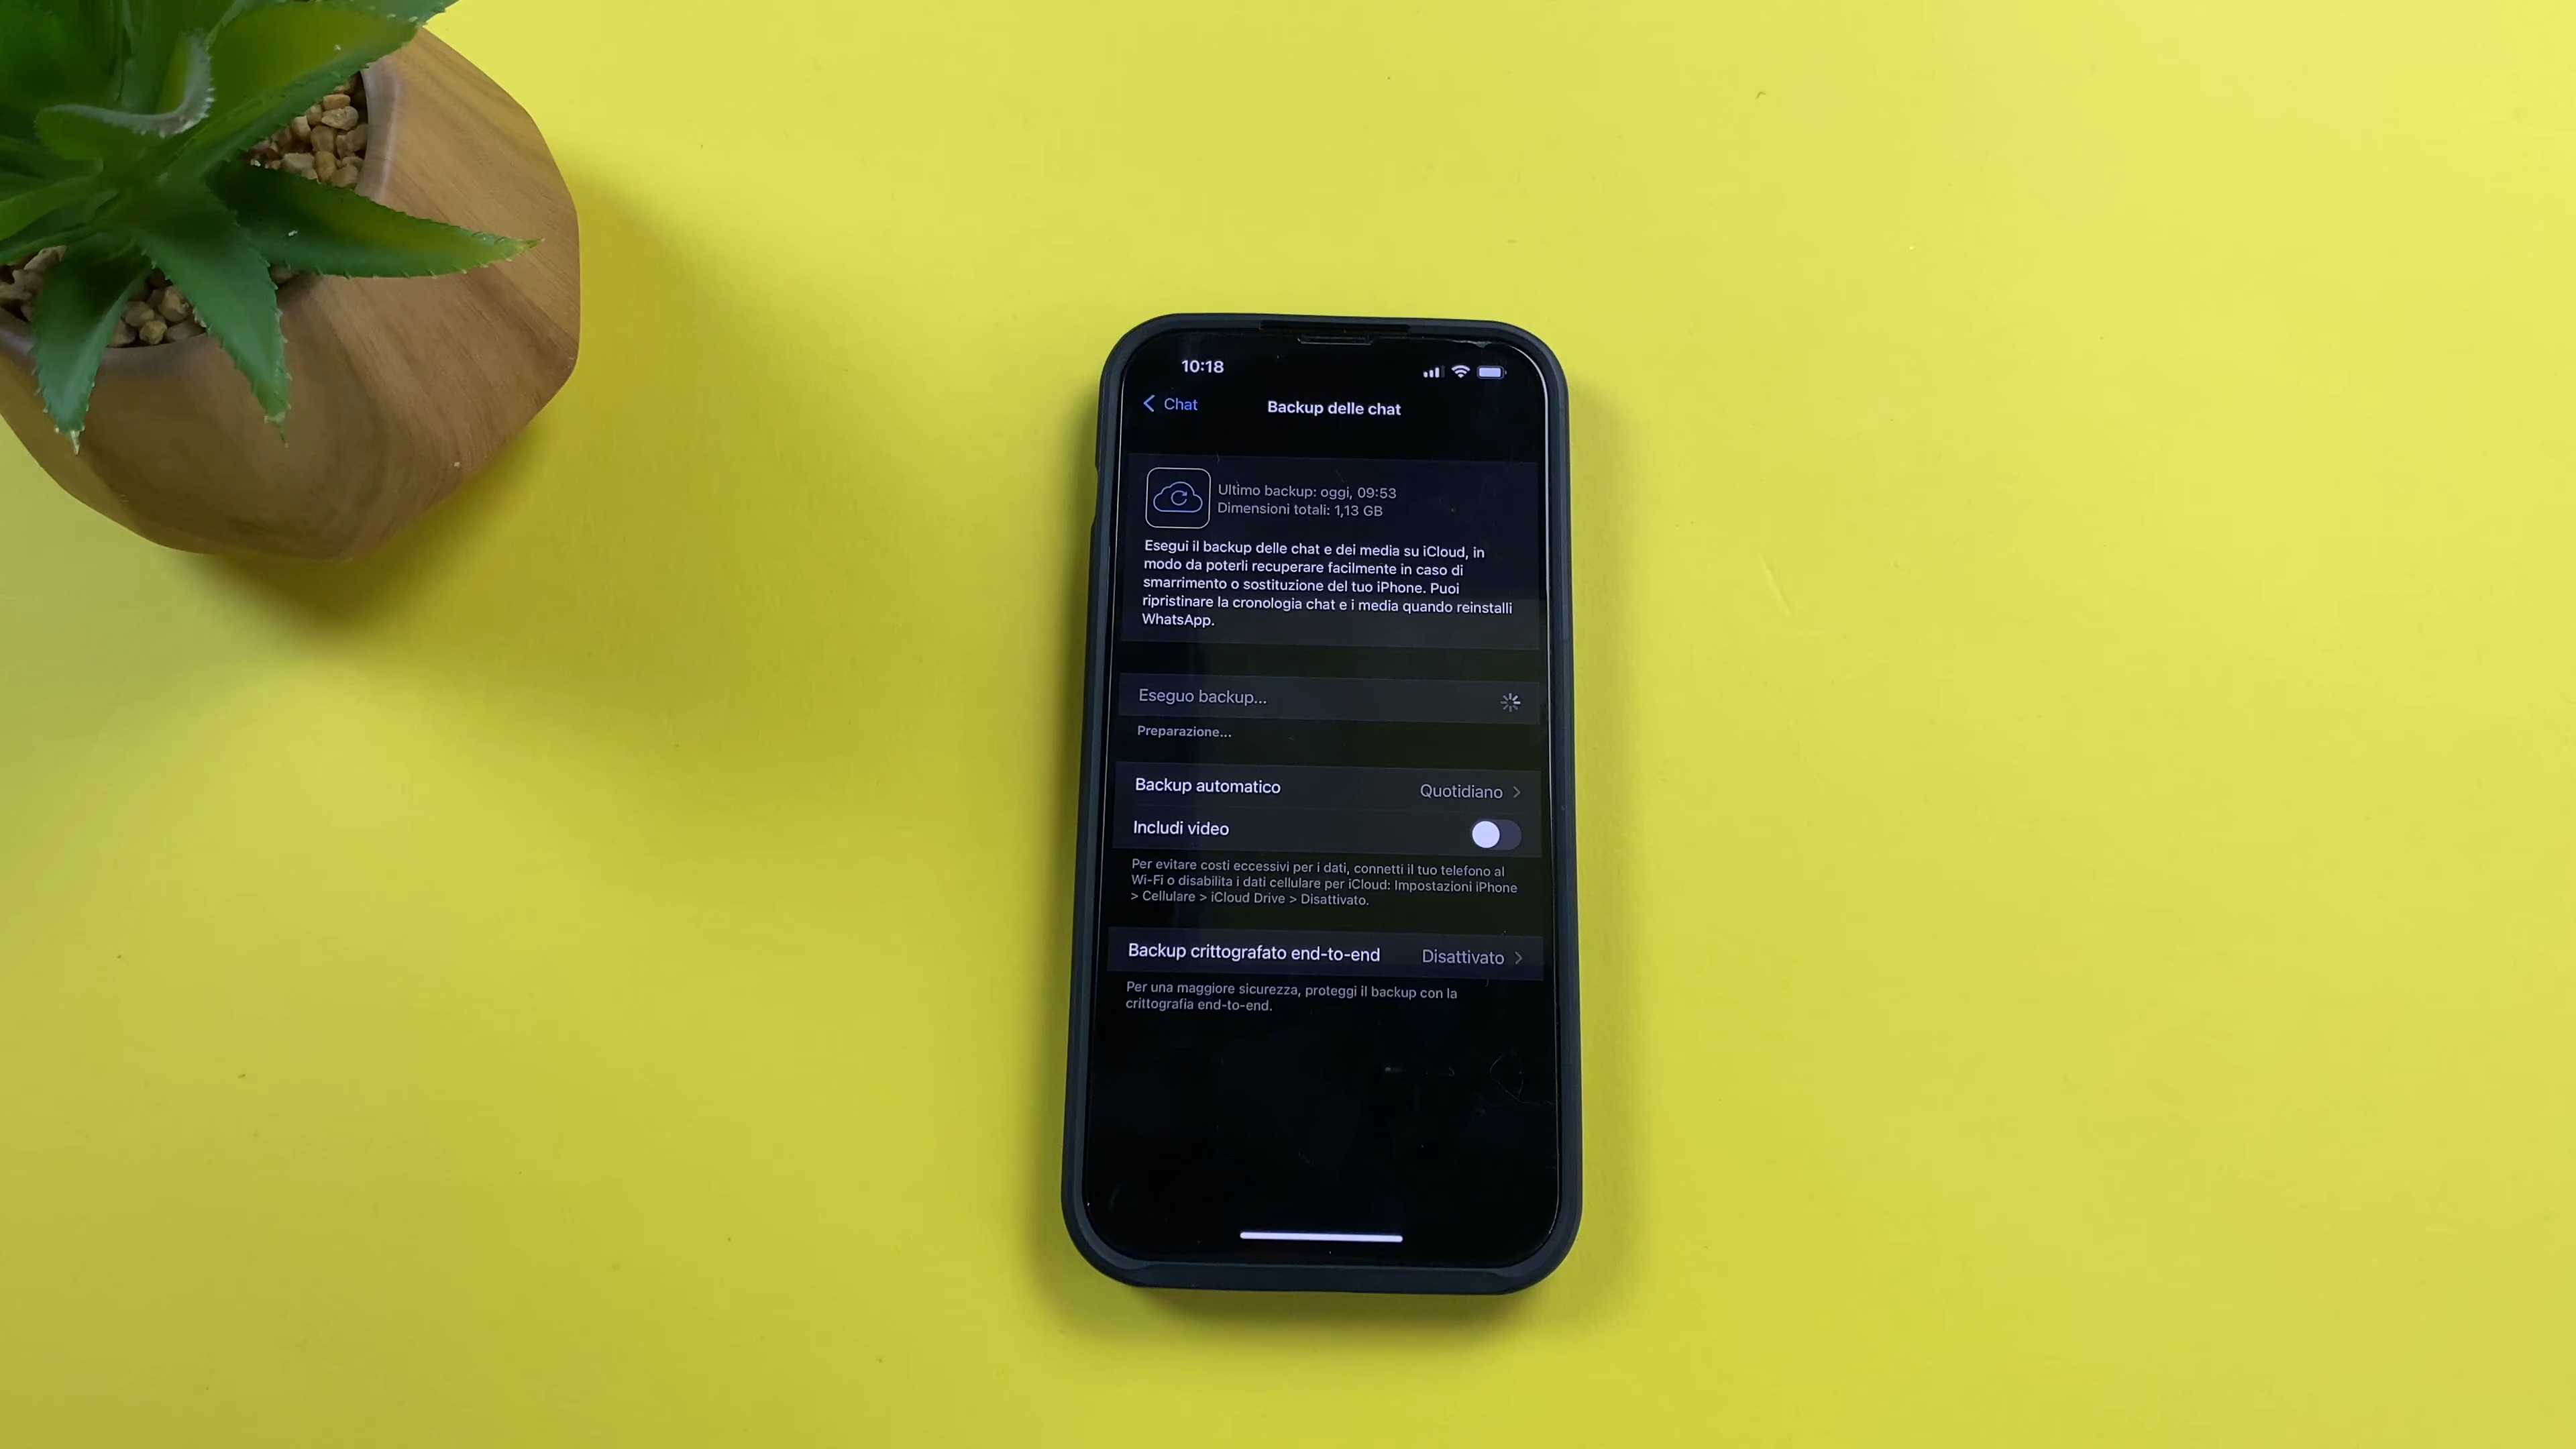 10:18
Chat
Backup delle chat
Ultimo backup: oggi, 09:53
Dimensioni totali: 1,13 GB
Esegui il backup delle chat e dei media su iCloud, in
modo da poterli recuperare facilmente in caso di
smarrimento o sostituzione del tuo iPhone. Puoi
ripristinare la cronologia chat e i media quando reinstalli
WhatsApp.
Eseguo backup...
Preparazione...
Backup automatico Quotidiano
Includi video
Per evitare costi eccessivi per i dati, connetti il tuo telefono al
Wi-Fi o disabilita i dati cellulare per iCloud: Impostazioni iPhone
> Cellulare > iCloud Drive > Disattivato.
Backup crittografato end-to-end Disattivato
Per una maggiore sicurezza, proteggi il backup con la
crittografia end-to-end.